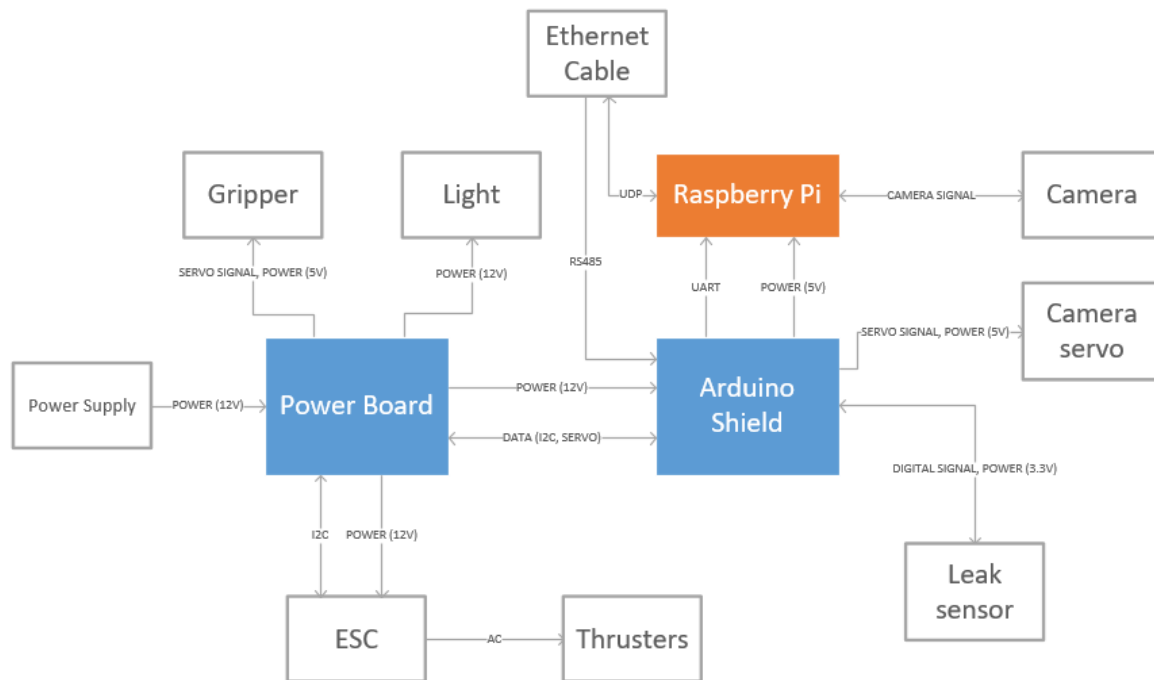 Ethernet
Cable
Gripper
Light
Raspberry Pi
Camera
UDP
CAMERA SIGNAL
RS485
SERVO SIGNAL, POWER (5V)
POWER (12V)
UART
POWER (5V)
Camera
servo
SERVO SIGNAL, POWER (5V)
Power Supply
POWER (12V)
Power Board
POWER (12V)
DATA (I2C, SERVO)
Arduino
Shield
DIGITAL SIGNAL, POWER (3.3V)
I2C
POWER (12V)
Leak
sensor
ESC
AC
Thrusters